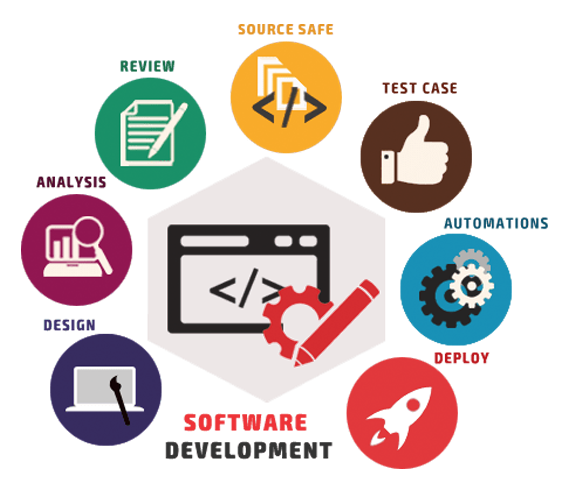 SOURCE SAFE
REVIEW
TEST CASE
ANALYSIS
AUTOMATIONS
</>
</>
DESIGN
DEPLOY
SOFTWARE
DEVELOPMENT